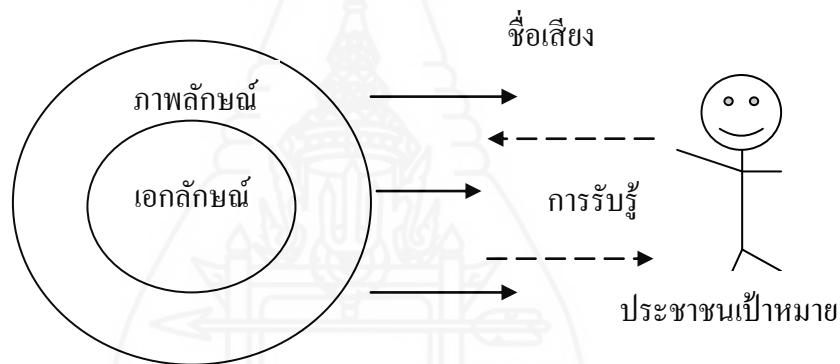 ชื่อเสียง
ภาพลักษณ์
เอกลักษณ์
การรับรู้
ประชาชนเป้าหมาย